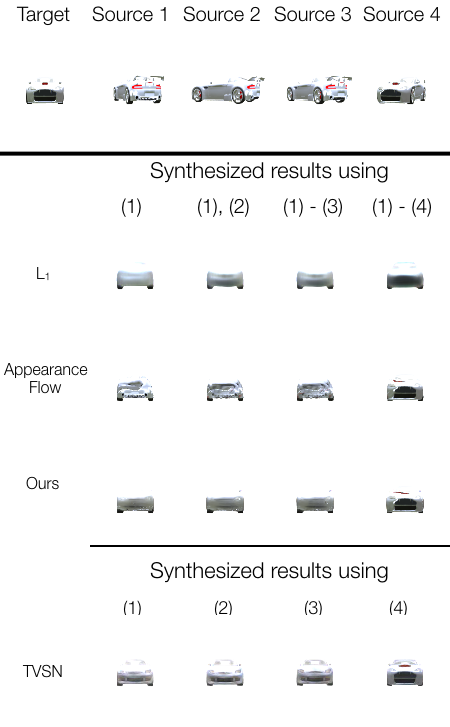 Target Source 1 Source 2 Source 3 Source 4
Synthesized results using
(1) (1), (2) (1) - (3) (1) - (4)
L₁
Appearance
Flow
Ours
Synthesized results using
(1) (2) (3) (4)
TVSN